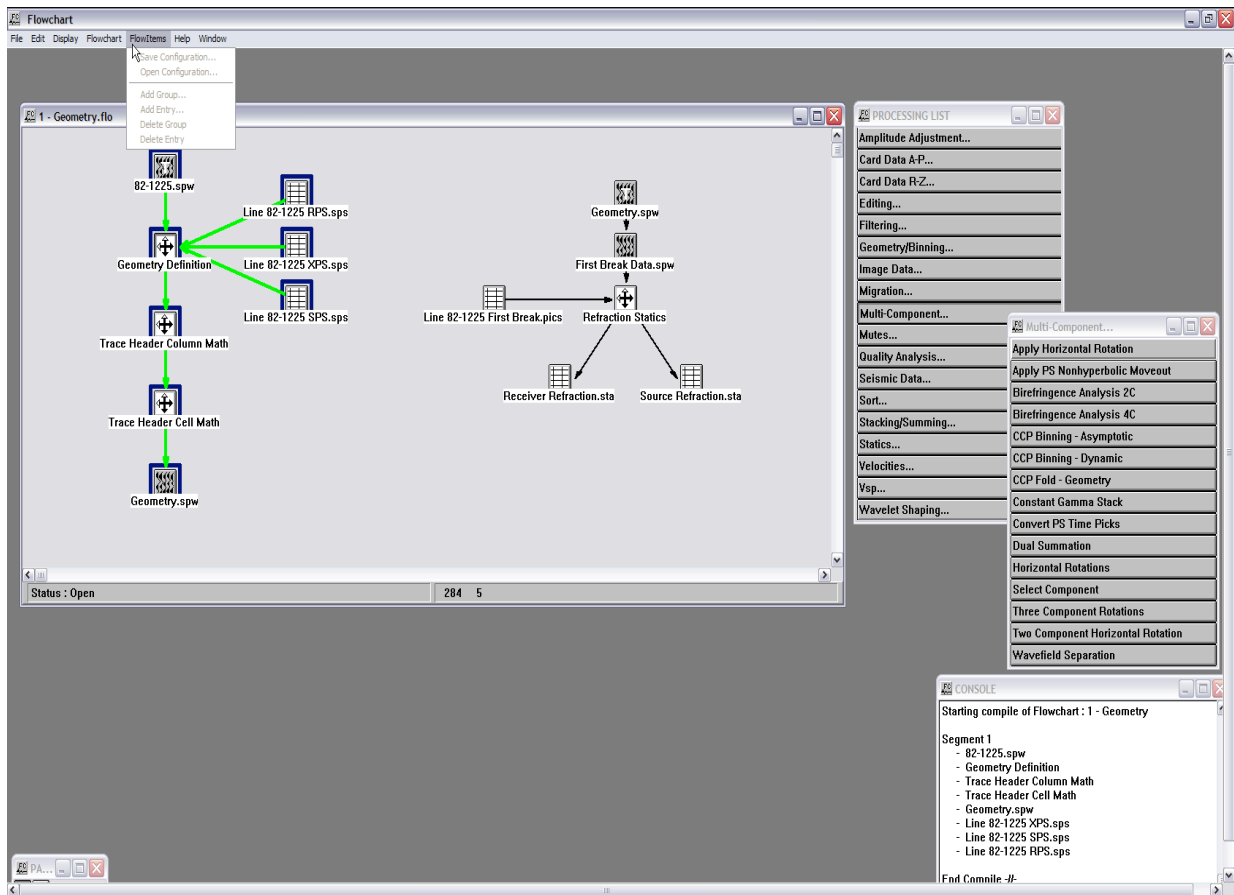 Flowchart
File Edit Display Flowchart FlowItems Help Window
Save Configuration...
Open Configuration...
Add Group...
Add Entry...
Delete Group
Delete Entry
1 - Geometry.flo
82-1225.spw
Line 82-1225 RPS.sps
Geometry Definition
Line 82-1225 XPS.sps
Line 82-1225 SPS.sps
Trace Header Column Math
Trace Header Cell Math
Geometry.spw
Geometry.spw
First Break Data.spw
Line 82-1225 First Break.pics
Refraction Statics
Receiver Refraction.sta
Source Refraction.sta
Status : Open
284 5
PROCESSING LIST
Amplitude Adjustment...
Card Data A-P...
Card Data R-Z...
Editing...
Filtering...
Geometry/Binning...
Image Data...
Migration...
Multi-Component...
Mutes...
Quality Analysis...
Seismic Data...
Sort...
Stacking/Summing...
Statics...
Velocities...
Vsp...
Wavelet Shaping...
Multi-Component...
Apply Horizontal Rotation
Apply PS Nonhyperbolic Moveout
Birefringence Analysis 2C
Birefringence Analysis 4C
CCP Binning - Asymptotic
CCP Binning - Dynamic
CCP Fold - Geometry
Constant Gamma Stack
Convert PS Time Picks
Dual Summation
Horizontal Rotations
Select Component
Three Component Rotations
Two Component Horizontal Rotation
Wavefield Separation
CONSOLE
Starting compile of Flowchart : 1 - Geometry
Segment 1
- 82-1225.spw
- Geometry Definition
- Trace Header Column Math
- Trace Header Cell Math
- Geometry.spw
- Line 82-1225 XPS.sps
- Line 82-1225 SPS.sps
- Line 82-1225 RPS.sps
End Compile -//-
PA...